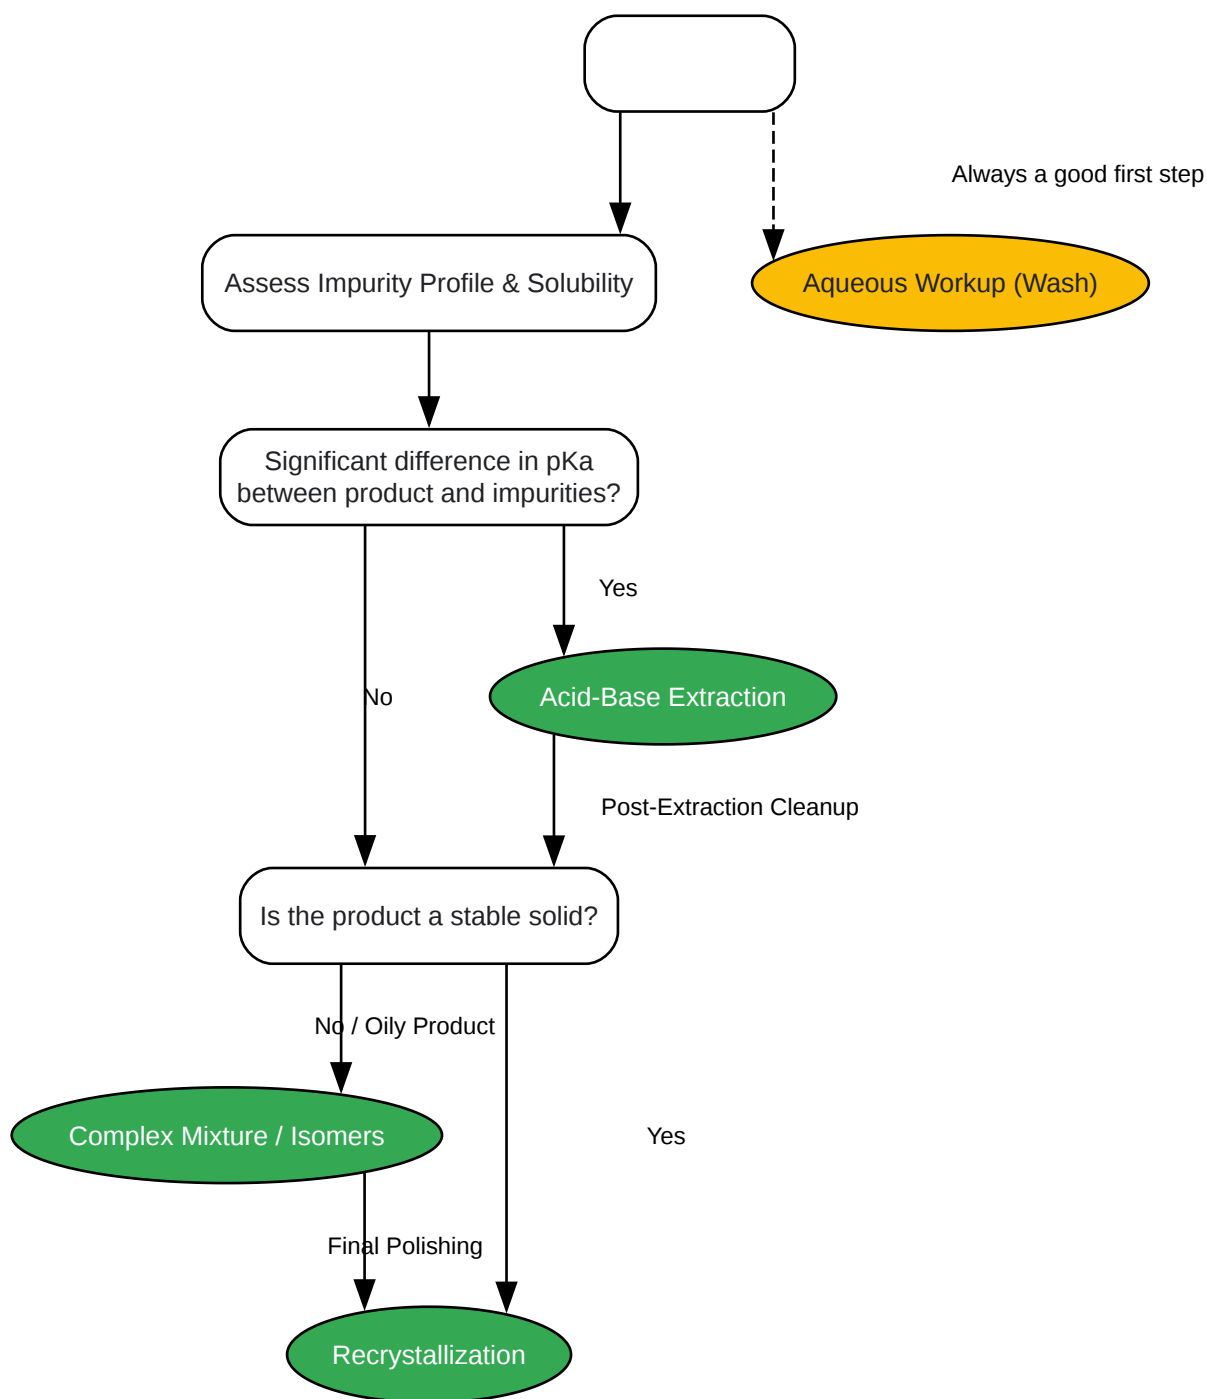 Always a good first step
Assess Impurity Profile & Solubility
Aqueous Workup (Wash)
Significant difference in pKa
between product and impurities?
Yes
No
Acid-Base Extraction
Post-Extraction Cleanup
Is the product a stable solid?
No / Oily Product
Complex Mixture / Isomers
Yes
Final Polishing
Recrystallization